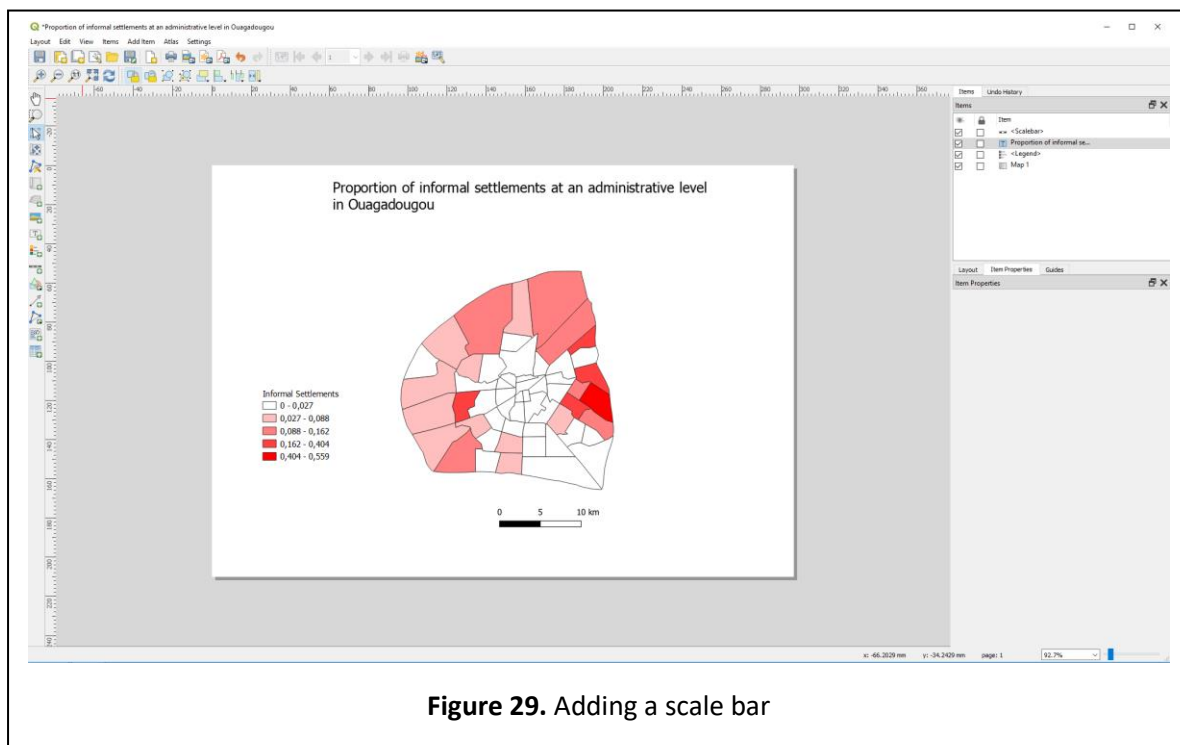 *Proportion of informal settlements at an administrative level in Ouagadougou
Layout Edit View Items Add Item Atlas Settings
Items Undo History
Items
Item
<Scalebar>
Proportion of informal se...
<Legend>
Map 1
Layout Item Properties Guides
Item Properties
Proportion of informal settlements at an administrative level
in Ouagadougou
Informal Settlements
0 - 0,027
0,027 - 0,088
0,088 - 0,162
0,162 - 0,404
0,404 - 0,559
0 5 10 km
x: -66.2029 mm y: -34.2429 mm page: 1 92.7%
Figure 29. Adding a scale bar